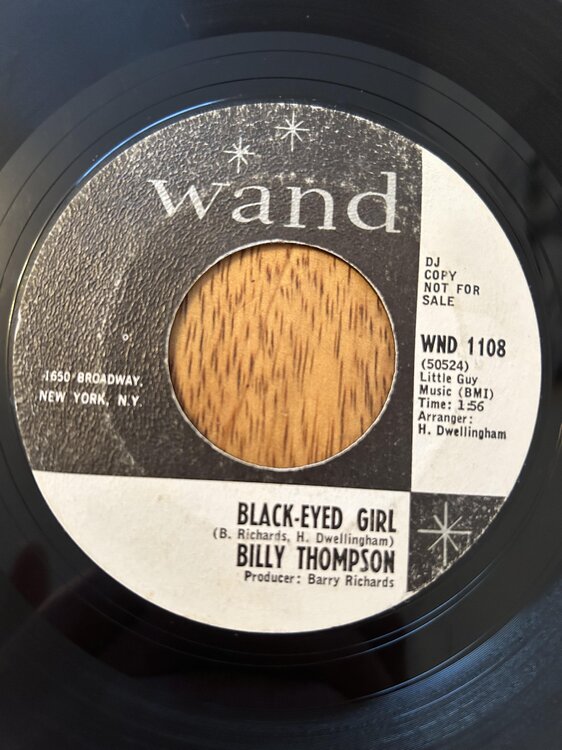 wand
DJ
COPY
NOT FOR
SALE
WND 1108
(50524)
Little Guy
Music (BMI)
Time: 1:56
Arranger:
H. Dwellingham
1650 BROADWAY,
NEW YORK, N.Y.
BLACK-EYED GIRL
(B. Richards, H. Dwellingham)
BILLY THOMPSON
Producer: Barry Richards